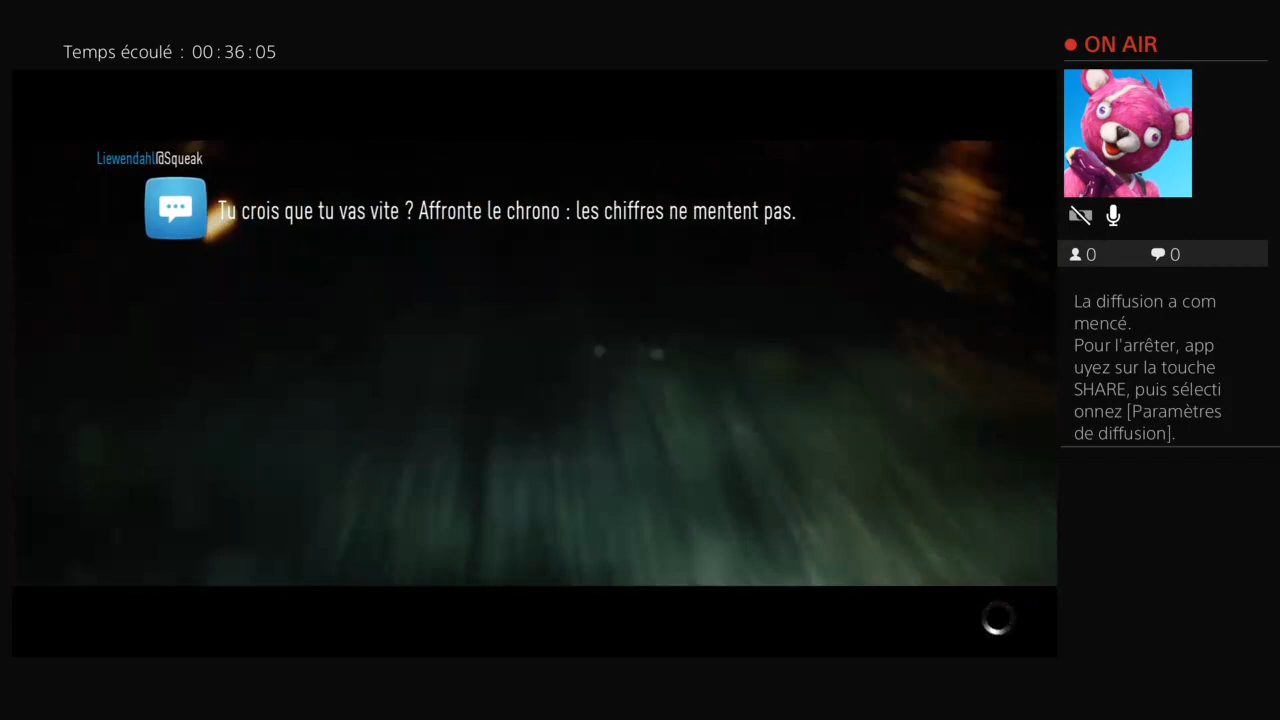 Temps écoulé : 00:36:05
ON AIR
Liewendahl@Squeak
Tu crois que tu vas vite ? Affronte le chrono : les chiffres ne mentent pas.
0 0
La diffusion a com
mencé.
Pour l'arrêter, app
uyez sur la touche
SHARE, puis sélecti
onnez [Paramètres
de diffusion].